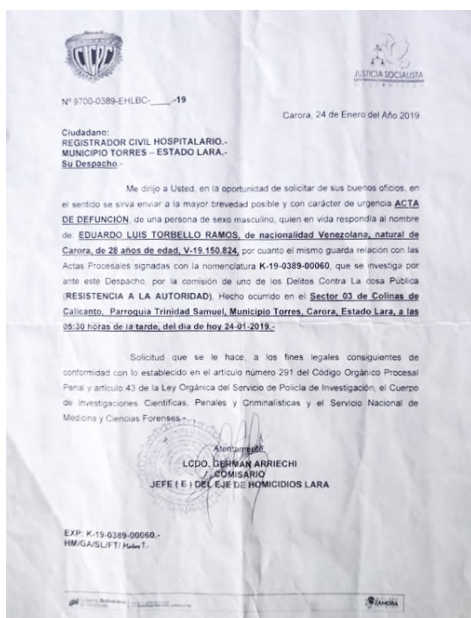 CICPC
JUSTICIA SOCIALISTA
Nº 9700-0389-EHLBC-____.-19
Carora, 24 de Enero del Año 2019
Ciudadano:
REGISTRADOR CIVIL HOSPITALARIO.-
MUNICIPIO TORRES – ESTADO LARA.-
Su Despacho.-
Me dirijo a Usted, en la oportunidad de solicitar de sus buenos oficios, en
el sentido se sirva enviar a la mayor brevedad posible y con carácter de urgencia ACTA
DE DEFUNCIÓN, de una persona de sexo masculino, quien en vida respondía al nombre
de: EDUARDO LUIS TORBELLO RAMOS, de nacionalidad Venezolana, natural de
Carora, de 28 años de edad, V-19.150.824, por cuanto el mismo guarda relación con las
Actas Procesales signadas con la nomenclatura K-19-0389-00060, que se investiga por
ante este Despacho, por la comisión de uno de los Delitos Contra La cosa Pública
(RESISTENCIA A LA AUTORIDAD), Hecho ocurrido en el Sector 03 de Colinas de
Calicanto, Parroquia Trinidad Samuel, Municipio Torres, Carora, Estado Lara, a las
05:30 horas de la tarde, del día de hoy 24-01-2019.-
Solicitud que se le hace, a los fines legales consiguientes de
conformidad con lo establecido en el artículo número 291 del Código Orgánico Procesal
Penal y artículo 43 de la Ley Orgánica del Servicio de Policía de Investigación, el Cuerpo
de Investigaciones Científicas, Penales y Criminalísticas y el Servicio Nacional de
Medicina y Ciencias Forenses.-
Atentamente,
LCDO. GERMAN ARRIECHI
COMISARIO
JEFE ( E ) DEL EJE DE HOMICIDIOS LARA
EXP: K-19-0389-00060.-
HM/GA/SL/FT/
ZAMORA